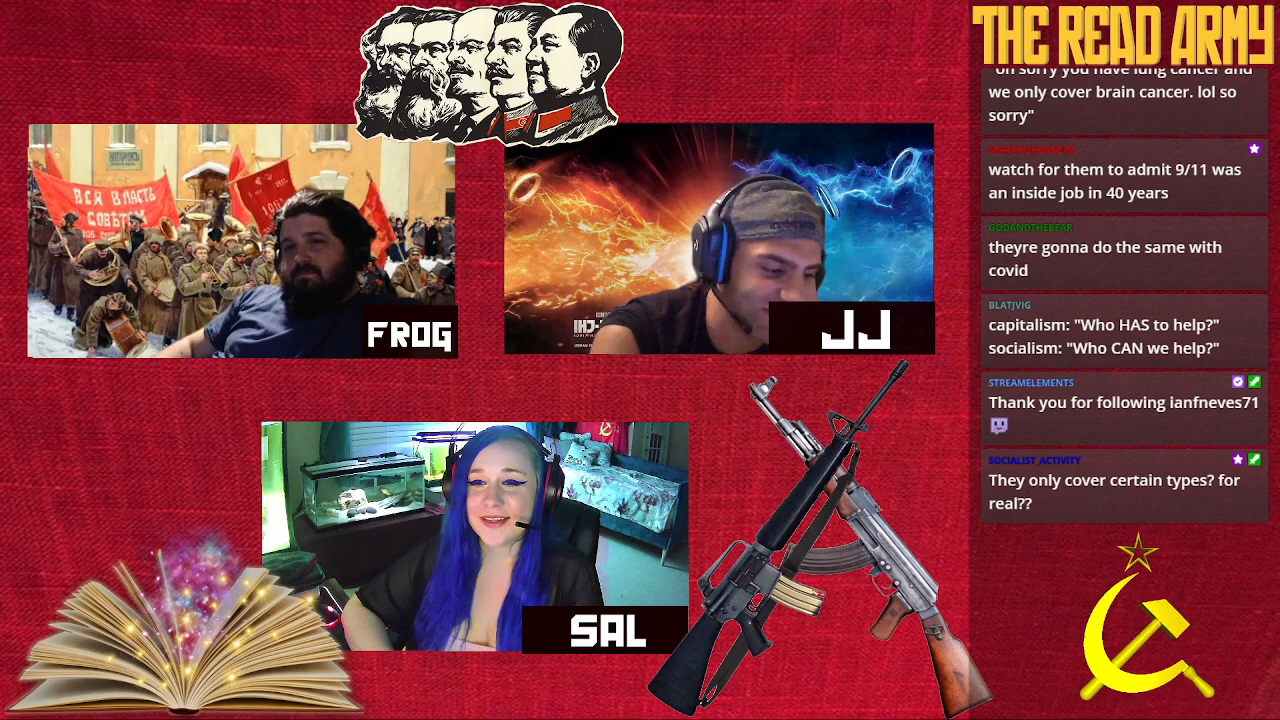 THE READ ARMY
"oh sorry you have lung cancer and
we only cover brain cancer. lol so
sorry"
watch for them to admit 9/11 was
an inside job in 40 years
GODANDTHEBEAR
theyre gonna do the same with
covid
BLATJVIG
capitalism: "Who HAS to help?"
socialism: "Who CAN we help?"
STREAMELEMENTS
Thank you for following ianfneves71
SOCIALIST_ACTIVITY
They only cover certain types? for
real??
ВСЯ ВЛАСТЬ
СОВѢТАМ
FROG
JJ
SAL